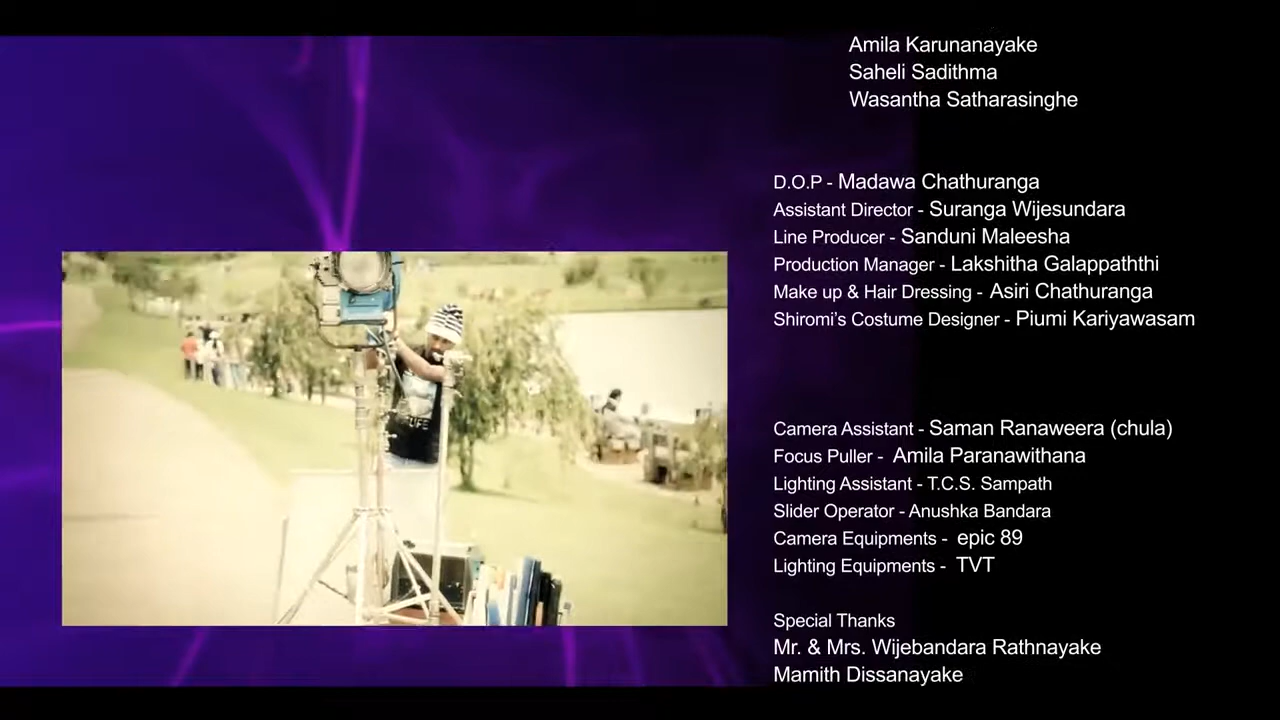 Amila Karunanayake
Saheli Sadithma
Wasantha Satharasinghe
D.O.P - Madawa Chathuranga
Assistant Director - Suranga Wijesundara
Line Producer - Sanduni Maleesha
Production Manager - Lakshitha Galappaththi
Make up & Hair Dressing - Asiri Chathuranga
Shiromi's Costume Designer - Piumi Kariyawasam
Camera Assistant - Saman Ranaweera (chula)
Focus Puller - Amila Paranawithana
Lighting Assistant - T.C.S. Sampath
Slider Operator - Anushka Bandara
Camera Equipments - epic 89
Lighting Equipments - TVT
Special Thanks
Mr. & Mrs. Wijebandara Rathnayake
Mamith Dissanayake